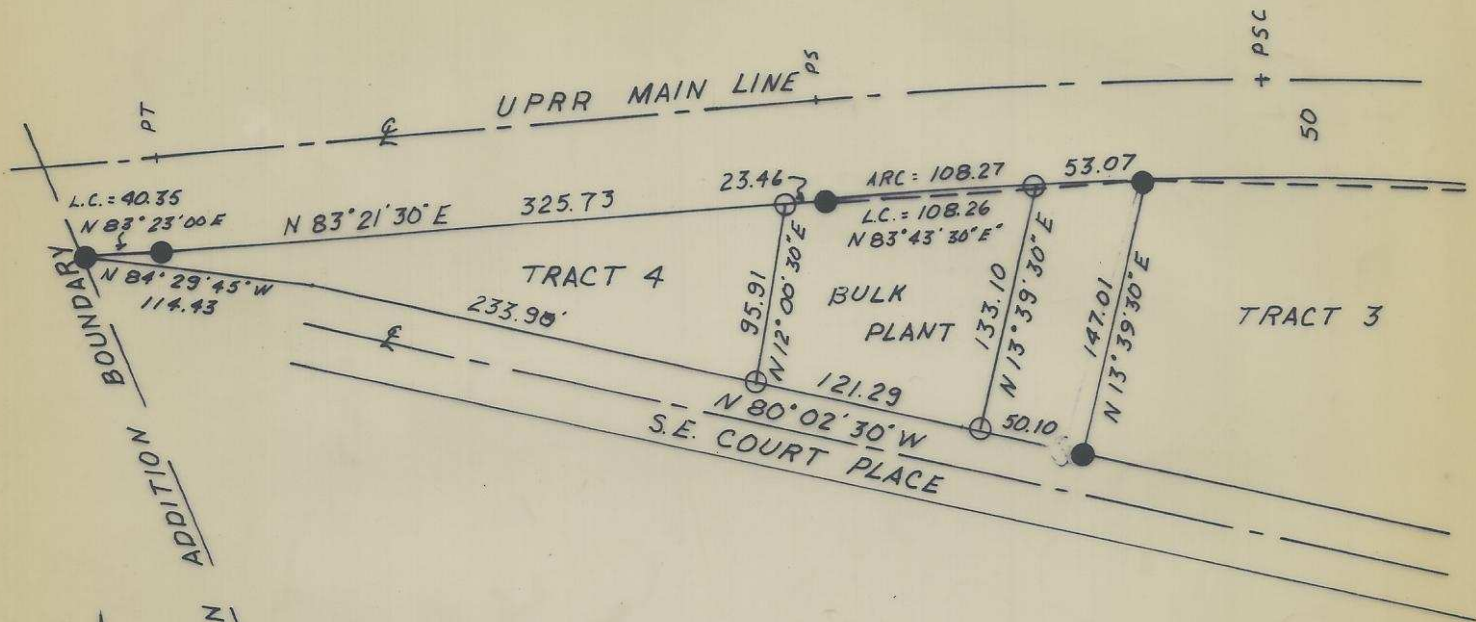 PSC
PS
UPRR MAIN LINE
PT
℄
50
L.C. = 40.35
N 83° 23' 00 E
N 83° 21' 30" E 325.73
23.46
ARC = 108.27
53.07
L.C. = 108.26
N 83° 43' 30" E"
N 84° 29' 45" W
114.43
TRACT 4
233.90'
95.91
N 12° 00' 30" E
BULK
PLANT
133.10
N 13° 39' 30" E
147.01
N 13° 39' 30" E
TRACT 3
℄
121.29
N 80° 02' 30" W
50.10
S.E. COURT PLACE
ADDITION BOUNDARY
N